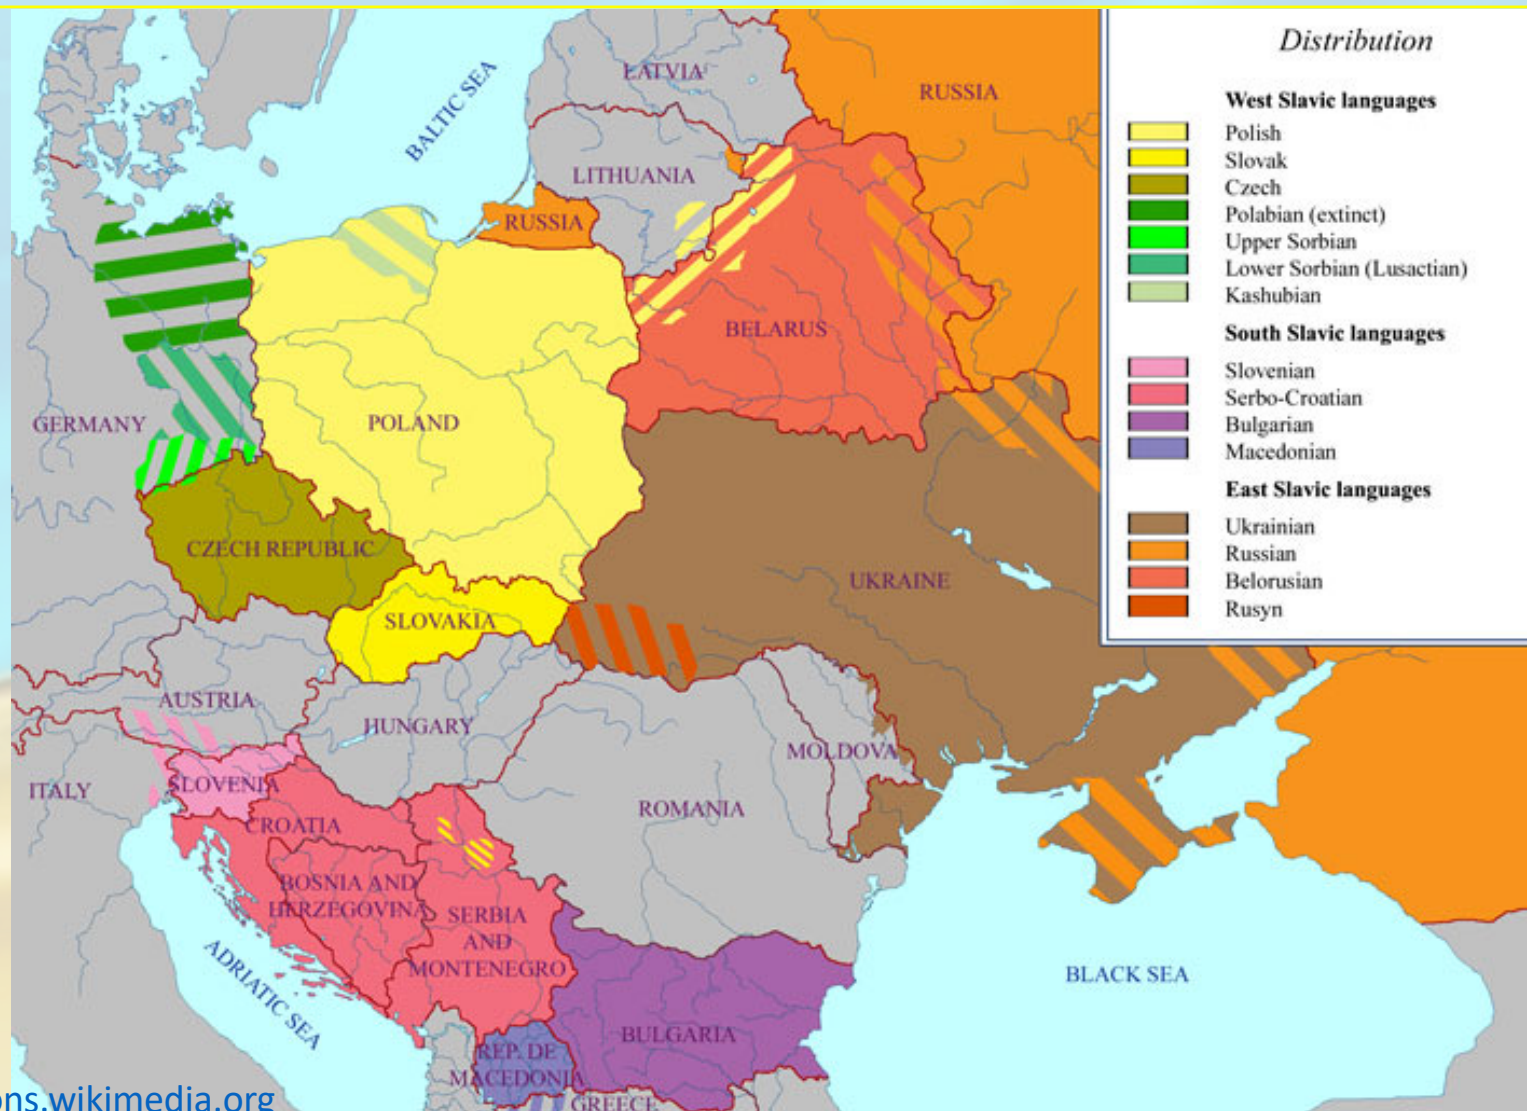 Distribution
West Slavic languages
Polish
Slovak
Czech
Polabian (extinct)
Upper Sorbian
Lower Sorbian (Lusactian)
Kashubian
South Slavic languages
Slovenian
Serbo-Croatian
Bulgarian
Macedonian
East Slavic languages
Ukrainian
Russian
Belorusian
Rusyn
LATVIA
RUSSIA
BALTIC SEA
LITHUANIA
RUSSIA
BELARUS
GERMANY
POLAND
CZECH REPUBLIC
UKRAINE
SLOVAKIA
AUSTRIA
HUNGARY
MOLDOVA
ITALY
SLOVENIA
CROATIA
ROMANIA
BOSNIA AND
HERZEGOVINA
SERBIA
AND
MONTENEGRO
ADRIATIC SEA
BLACK SEA
BULGARIA
REP. DE
MACEDONIA
GREECE
ons.wikimedia.org